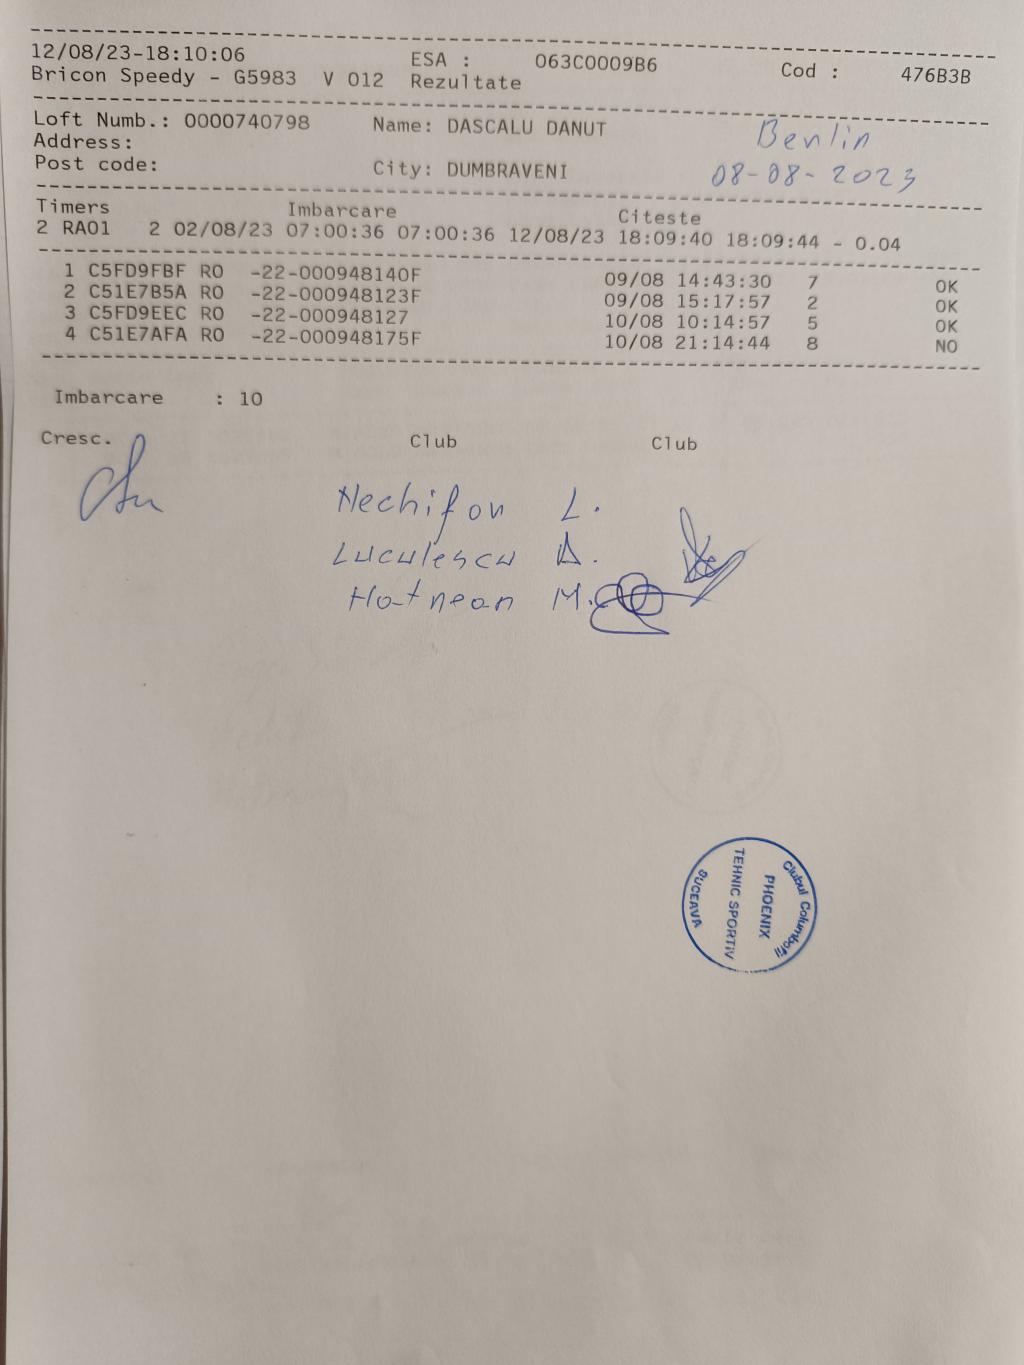 12/08/23-18:10:06 ESA : 063C0009B6 Cod : 476B3B
Bricon Speedy - G5983 V 012 Rezultate
Loft Numb.: 0000740798 Name: DASCALU DANUT
Address:
Post code: City: DUMBRAVENI
Berlin
08-08-2023
Timers Imbarcare Citeste
2 RA01 2 02/08/23 07:00:36 07:00:36 12/08/23 18:09:40 18:09:44 - 0.04
1 C5FD9FBF RO -22-000948140F 09/08 14:43:30 7 OK
2 C51E7B5A RO -22-000948123F 09/08 15:17:57 2 OK
3 C5FD9EEC RO -22-000948127 10/08 10:14:57 5 OK
4 C51E7AFA RO -22-000948175F 10/08 21:14:44 8 NO
Imbarcare : 10
Cresc. Club Club
Nechifor L.
Luculescu A.
Hatnean M.
Clubul Columbofil
PHOENIX
TEHNIC SPORTIV
SUCEAVA